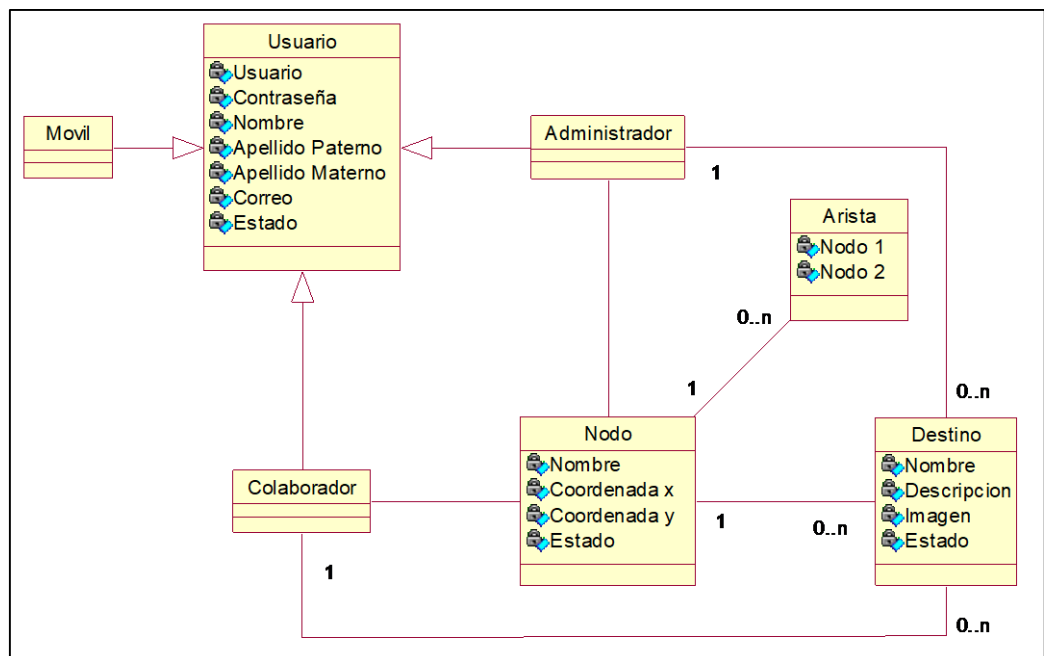 Usuario
Usuario
Contraseña
Nombre
Apellido Paterno
Apellido Materno
Correo
Estado
Movil
Administrador
1
Arista
Nodo 1
Nodo 2
0..n
1
0..n
Nodo
Nombre
Coordenada x
Coordenada y
Estado
1
0..n
Destino
Nombre
Descripcion
Imagen
Estado
Colaborador
1
0..n